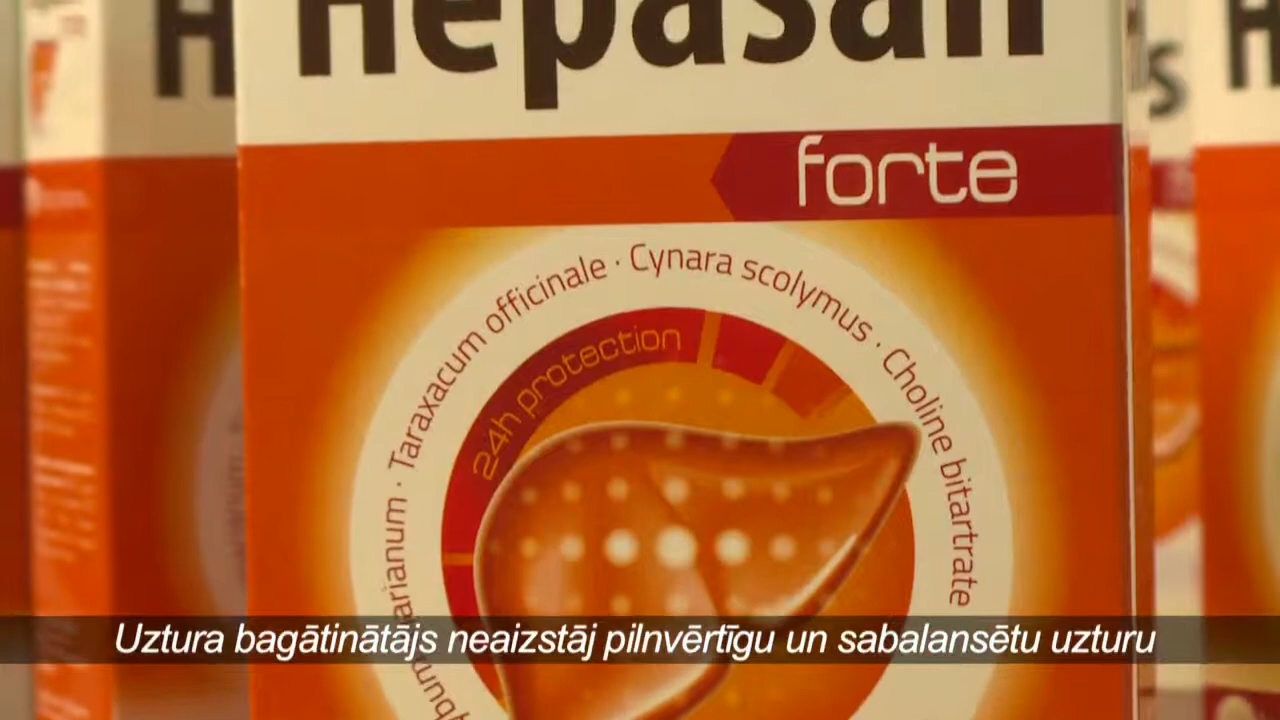 Hepasan
forte
Taraxacum officinale · Cynara scolymus · Choline bitartrate
24h protection
Uztura bagātinātājs neaizstāj pilnvērtīgu un sabalansētu uzturu